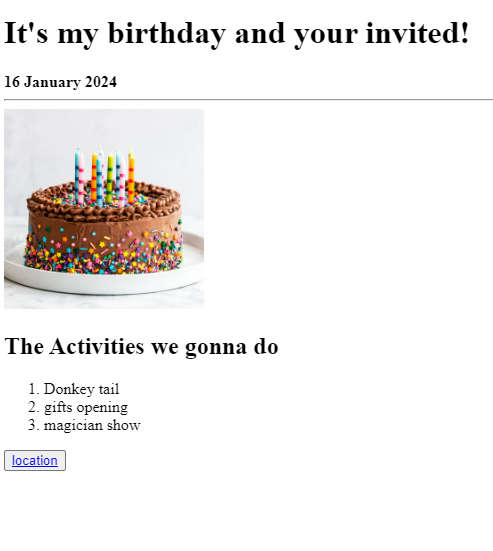 It's my birthday and your invited!
16 January 2024
The Activities we gonna do
1. Donkey tail
2. gifts opening
3. magician show
location